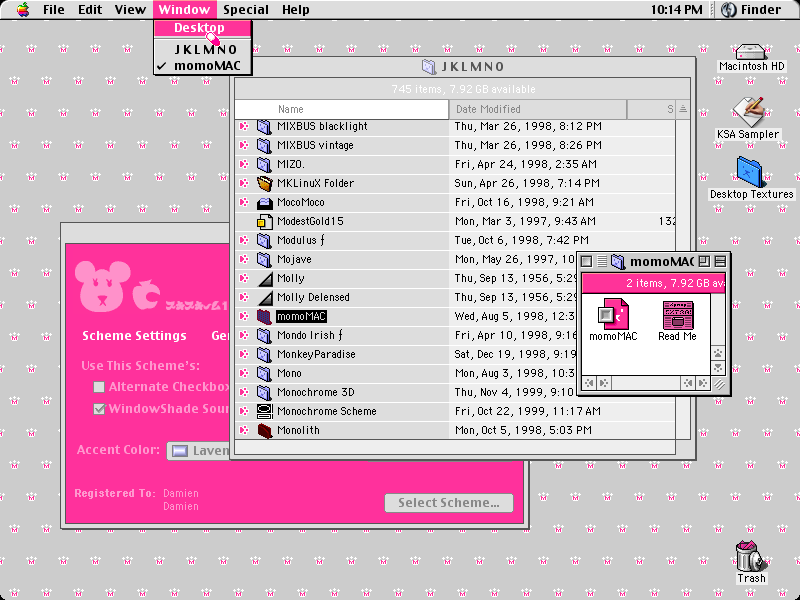 File Edit View Window Special Help 10:14 PM Finder
Desktop
J K L M N O
✓ momoMAC
Macintosh HD
KSA Sampler
Desktop Textures
Trash
J K L M N O
745 items, 7.92 GB available
Name Date Modified S
MIXBUS blacklight Thu, Mar 26, 1998, 8:12 PM
MIXBUS vintage Thu, Mar 26, 1998, 8:26 PM
MIZO. Fri, Apr 24, 1998, 2:35 AM
MKLinuX Folder Sun, Apr 26, 1998, 7:14 PM
MocoMoco Fri, Oct 16, 1998, 9:21 AM
ModestGold15 Mon, Mar 3, 1997, 9:43 AM 132
Modulus ƒ Tue, Oct 6, 1998, 7:42 PM
Mojave Mon, May 26, 1997, 10
Molly Thu, Sep 13, 1956, 5:29
Molly Delensed Thu, Sep 13, 1956, 5:29
momoMAC Wed, Aug 5, 1998, 12:3
Mondo Irish ƒ Fri, Apr 10, 1998, 9:16
MonkeyParadise Sat, Dec 19, 1998, 9:19
Mono Mon, Aug 3, 1998, 10:3
Monochrome 3D Thu, Nov 4, 1999, 9:10
Monochrome Scheme Fri, Oct 22, 1999, 11:17 AM
Monolith Mon, Oct 5, 1998, 5:03 PM
momoMAC
2 items, 7.92 GB av
momoMAC Read Me
Scheme Settings Ge
Use This Scheme's:
Alternate Checkbo
WindowShade Soun
Accent Color: Laven
Registered To: Damien
Damien
Select Scheme...